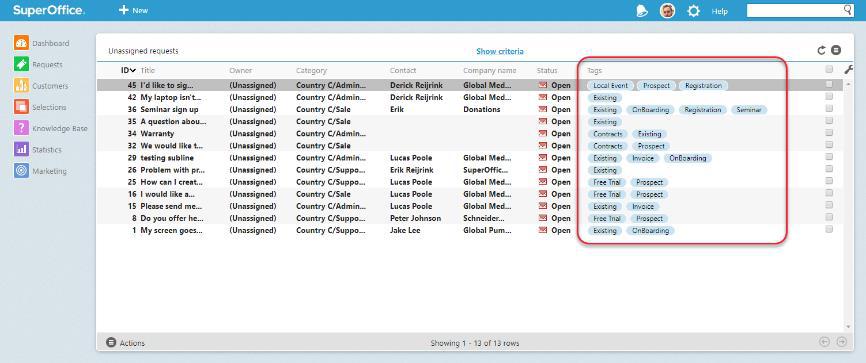 SuperOffice. New Help
Dashboard
Requests
Customers
Selections
Knowledge Base
Statistics
Marketing
Unassigned requests Show criteria
ID Title Owner Category Contact Company name Status Tags
45 I'd like to sig... (Unassigned) Country C/Admin... Derick Reijrink Global Med... Open Local Event Prospect Registration
42 My laptop isn't... (Unassigned) Country C/Admin... Derick Reijrink Global Med... Open Existing
36 Seminar sign up (Unassigned) Country C/Admin... Erik Donations Open Existing OnBoarding Registration Seminar
35 A question abou... (Unassigned) Country C/Sale Open Existing
34 Warranty (Unassigned) Country C/Admin... Open Contracts Existing
32 We would like t... (Unassigned) Country C/Sale Open Contracts Prospect
29 testing subline (Unassigned) Country C/Admin... Lucas Poole Global Med... Open Existing Invoice OnBoarding
26 Problem with pr... (Unassigned) Country C/Suppo... Erik Reijrink SuperOffic... Open Existing
25 How can I creat... (Unassigned) Country C/Suppo... Lucas Poole Global Med... Open Free Trial Prospect
16 I would like a... (Unassigned) Country C/Sale Lucas Poole Global Med... Open Free Trial Prospect
15 Please send me... (Unassigned) Country C/Admin... Lucas Poole Global Med... Open Existing Invoice
8 Do you offer he... (Unassigned) Country C/Suppo... Peter Johnson Schneider... Open Free Trial Prospect
1 My screen goes... (Unassigned) Country C/Suppo... Jake Lee Global Pum... Open Existing OnBoarding
Actions Showing 1 - 13 of 13 rows